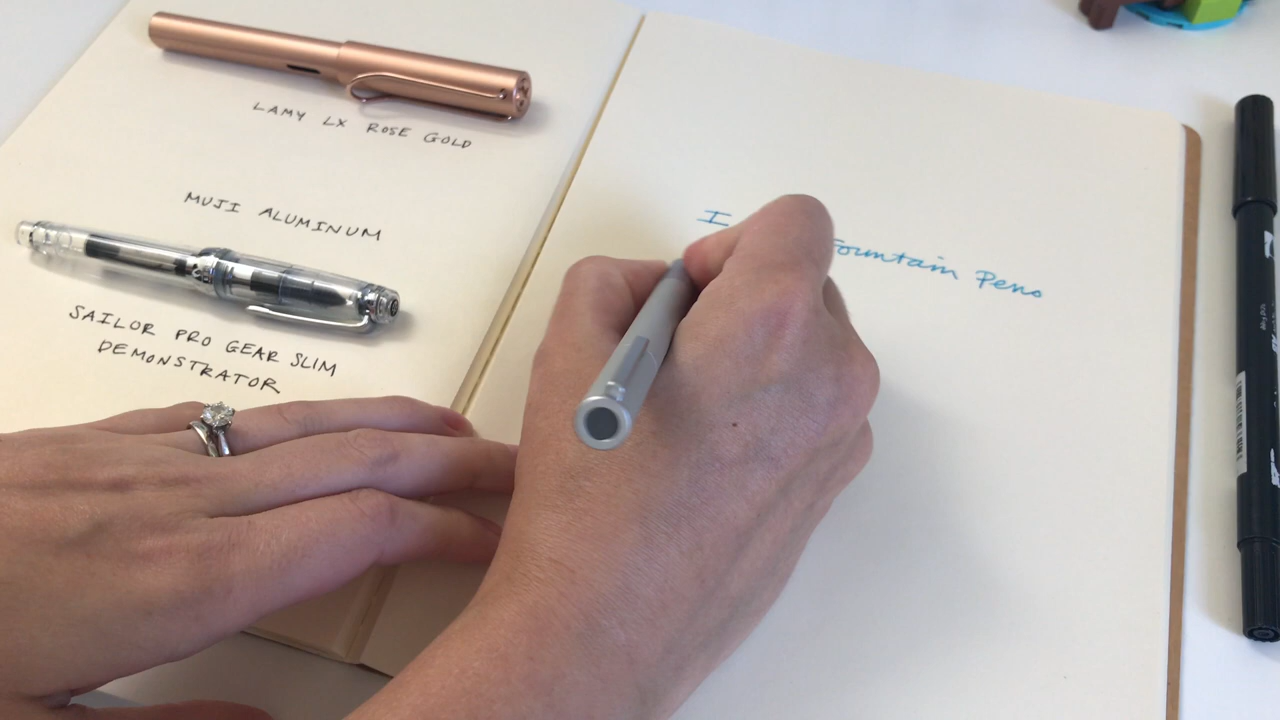 LAMY LX ROSE GOLD
MUJI ALUMINUM
SAILOR PRO GEAR SLIM
DEMONSTRATOR
I Fountain Pens